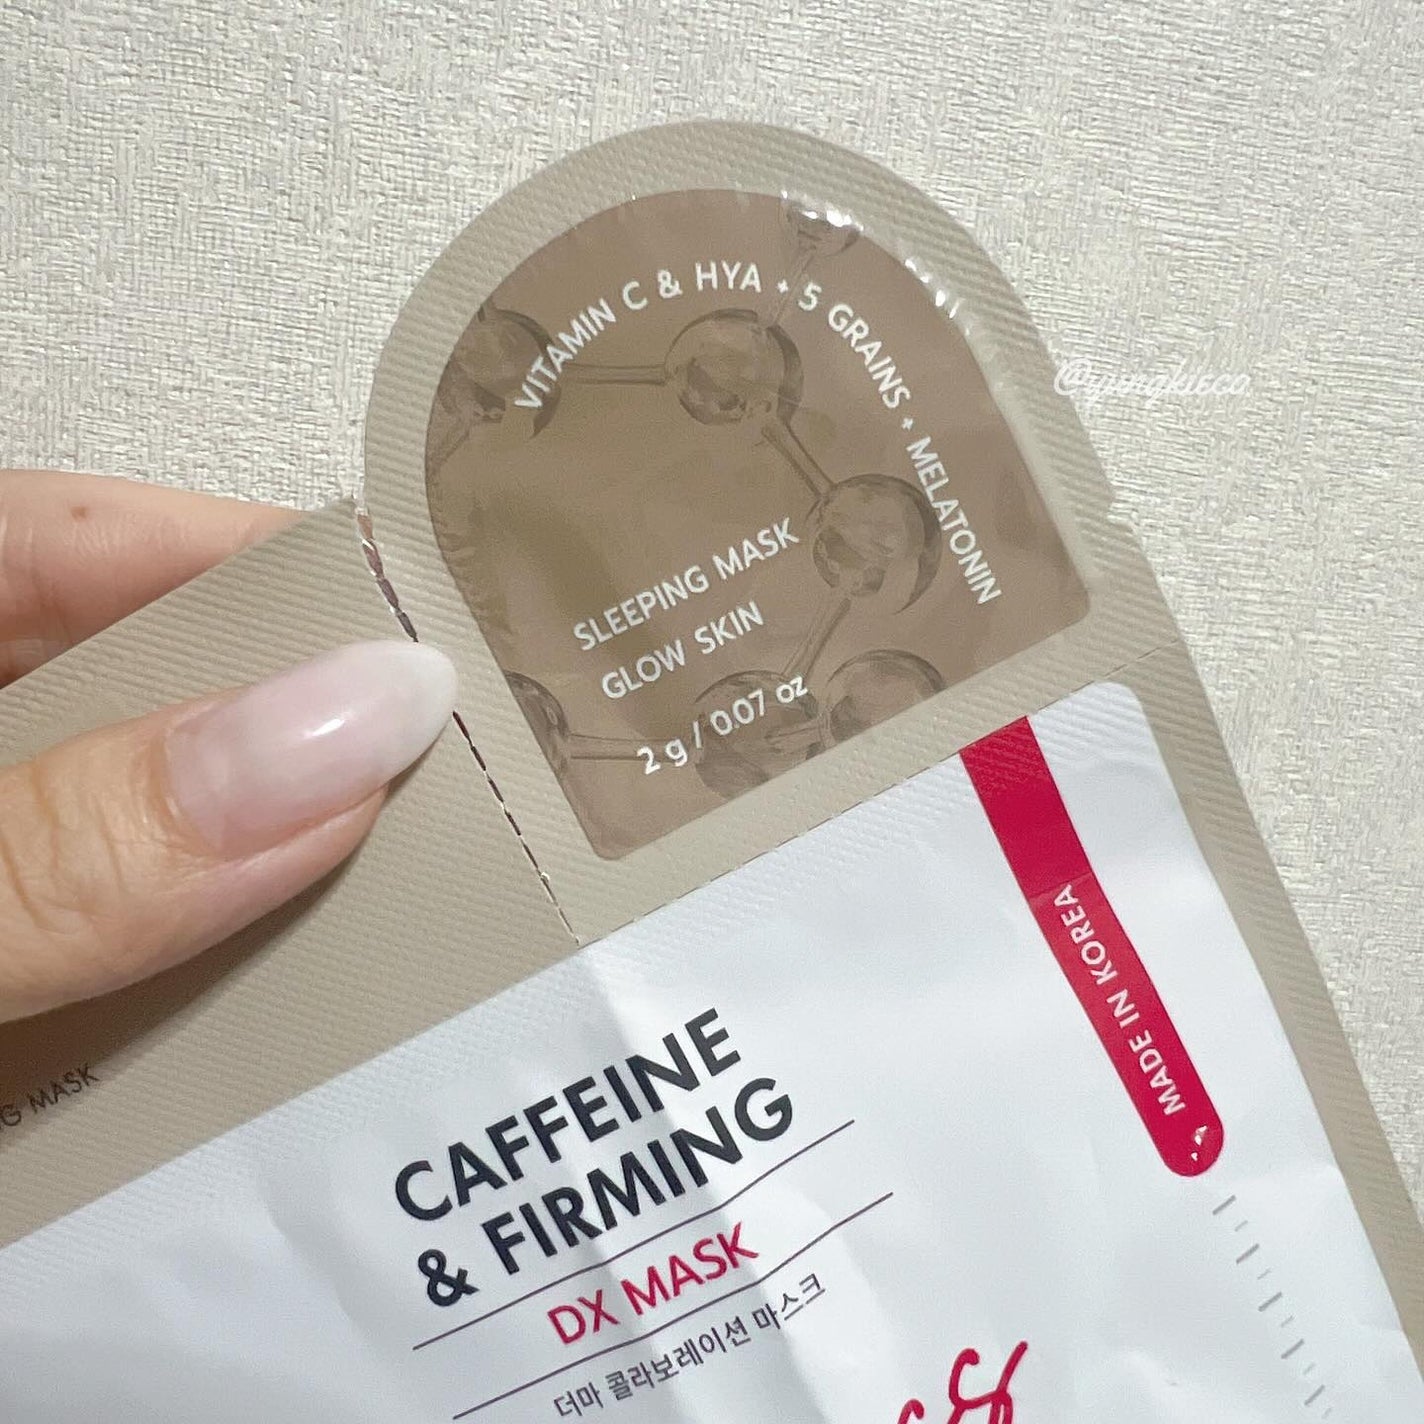 VITAMIN C & HYA + 5 GRAINS + MELATONIN
SLEEPING MASK
GLOW SKIN
2 g / 0.07 oz
MADE IN KOREA
G MASK
CAFFEINE
& FIRMING
DX MASK
더마 콜라보레이션 마스크